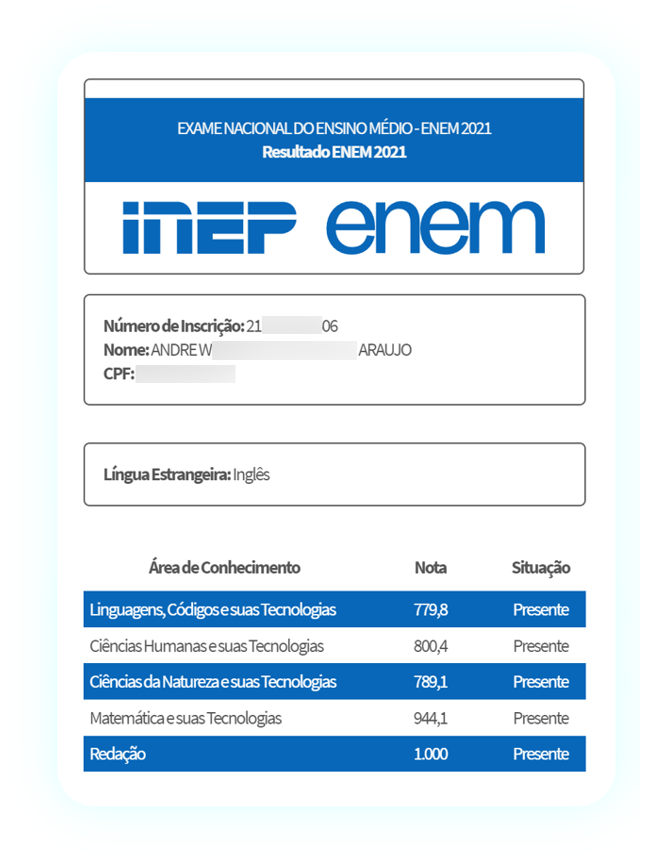 EXAME NACIONAL DO ENSINO MÉDIO - ENEM 2021
Resultado ENEM 2021
INEP enem
Número de Inscrição: 21 06
Nome: ANDRE W ARAUJO
CPF:
Língua Estrangeira: Inglês
Área de Conhecimento Nota Situação
Linguagens, Códigos e suas Tecnologias 779,8 Presente
Ciências Humanas e suas Tecnologias 800,4 Presente
Ciências da Natureza e suas Tecnologias 789,1 Presente
Matemática e suas Tecnologias 944,1 Presente
Redação 1.000 Presente